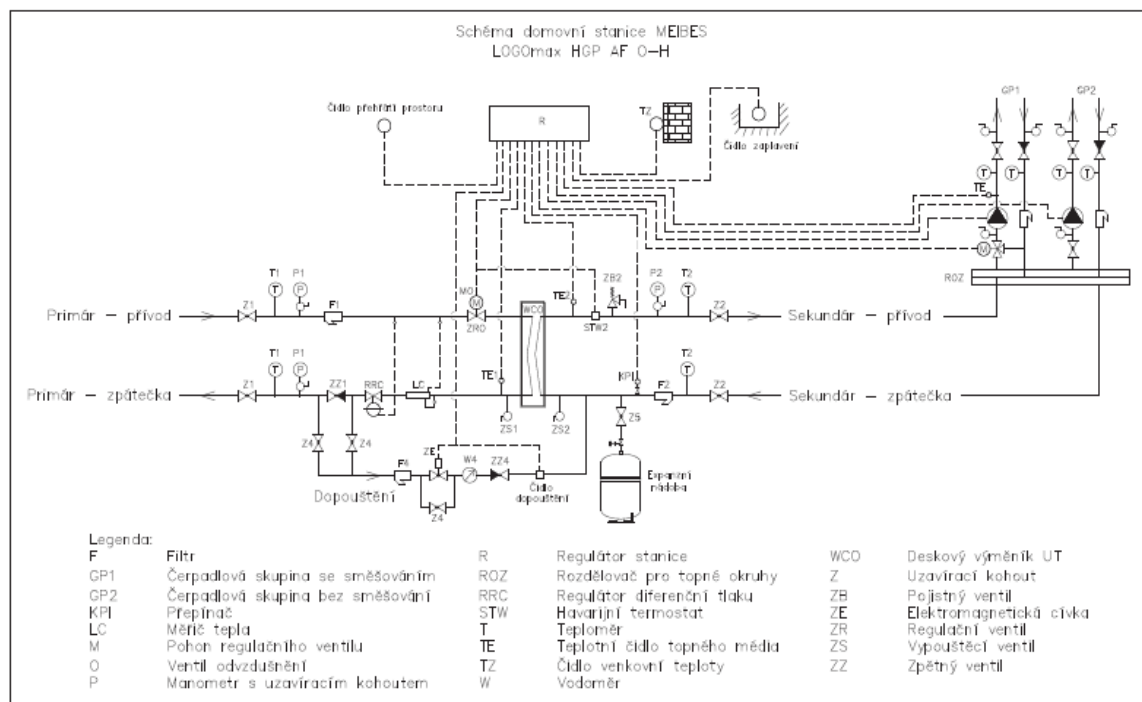 Schéma domovní stanice MEIBES
LOGOmax HGP AF O-H
Čidlo přehřátí prostoru
R
TZ
Čidlo zaplavení
GP1
GP2
TE
M
ROZ
T
T
T
T
T1
P1
T
P
Z1
F1
MO
M
ZRO
WCO
TE2
ZB2
STW2
P2
P
T2
T
Z2
Primár – přívod
Sekundár – přívod
T1
P1
T
P
Z1
ZZ1
RRC
LC
TE1
KPI
F2
T2
T
Z2
Primár – zpátečka
Sekundár – zpátečka
ZS1
ZS2
Z5
Z4
Z4
F4
ZE
W4
ZZ4
Z4
Čidlo
dopouštění
Expanzní
nádoba
Dopouštění
Legenda:
F Filtr
GP1 Čerpadlová skupina se směšováním
GP2 Čerpadlová skupina bez směšování
KPI Přepínač
LC Měřič tepla
M Pohon regulačního ventilu
O Ventil odvzdušnění
P Manometr s uzavíracím kohoutem
R Regulátor stanice
ROZ Rozdělovač pro topné okruhy
RRC Regulátor diferenční tlaku
STW Havarijní termostat
T Teploměr
TE Teplotní čidlo topného média
TZ Čidlo venkovní teploty
W Vodoměr
WCO Deskový výměník UT
Z Uzavírací kohout
ZB Pojistný ventil
ZE Elektromagnetická cívka
ZR Regulační ventil
ZS Vypouštěcí ventil
ZZ Zpětný ventil